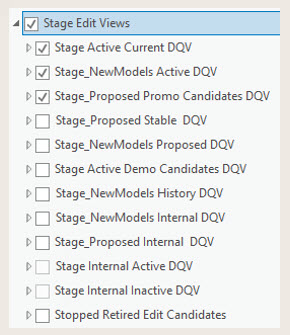 Stage Edit Views
Stage Active Current DQV
Stage_NewModels Active DQV
Stage_Proposed Promo Candidates DQV
Stage_Proposed Stable DQV
Stage_NewModels Proposed DQV
Stage Active Demo Candidates DQV
Stage_NewModels History DQV
Stage_NewModels Internal DQV
Stage_Proposed Internal DQV
Stage Internal Active DQV
Stage Internal Inactive DQV
Stopped Retired Edit Candidates